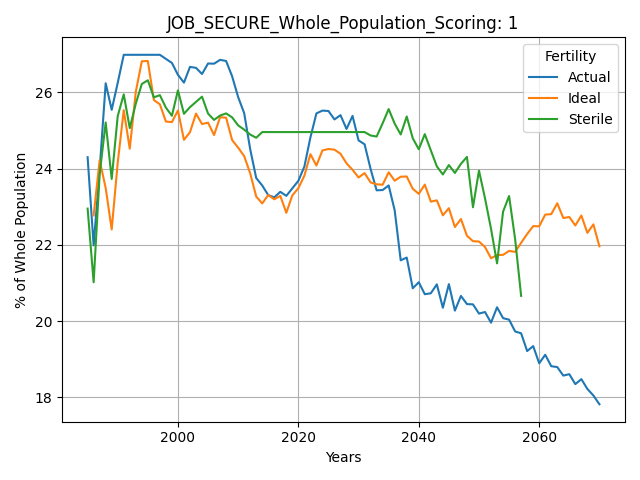 JOB_SECURE_Whole_Population_Scoring: 1
Fertility
Actual
Ideal
Sterile
% of Whole Population
26
24
22
20
18
2000
2020
2040
2060
Years